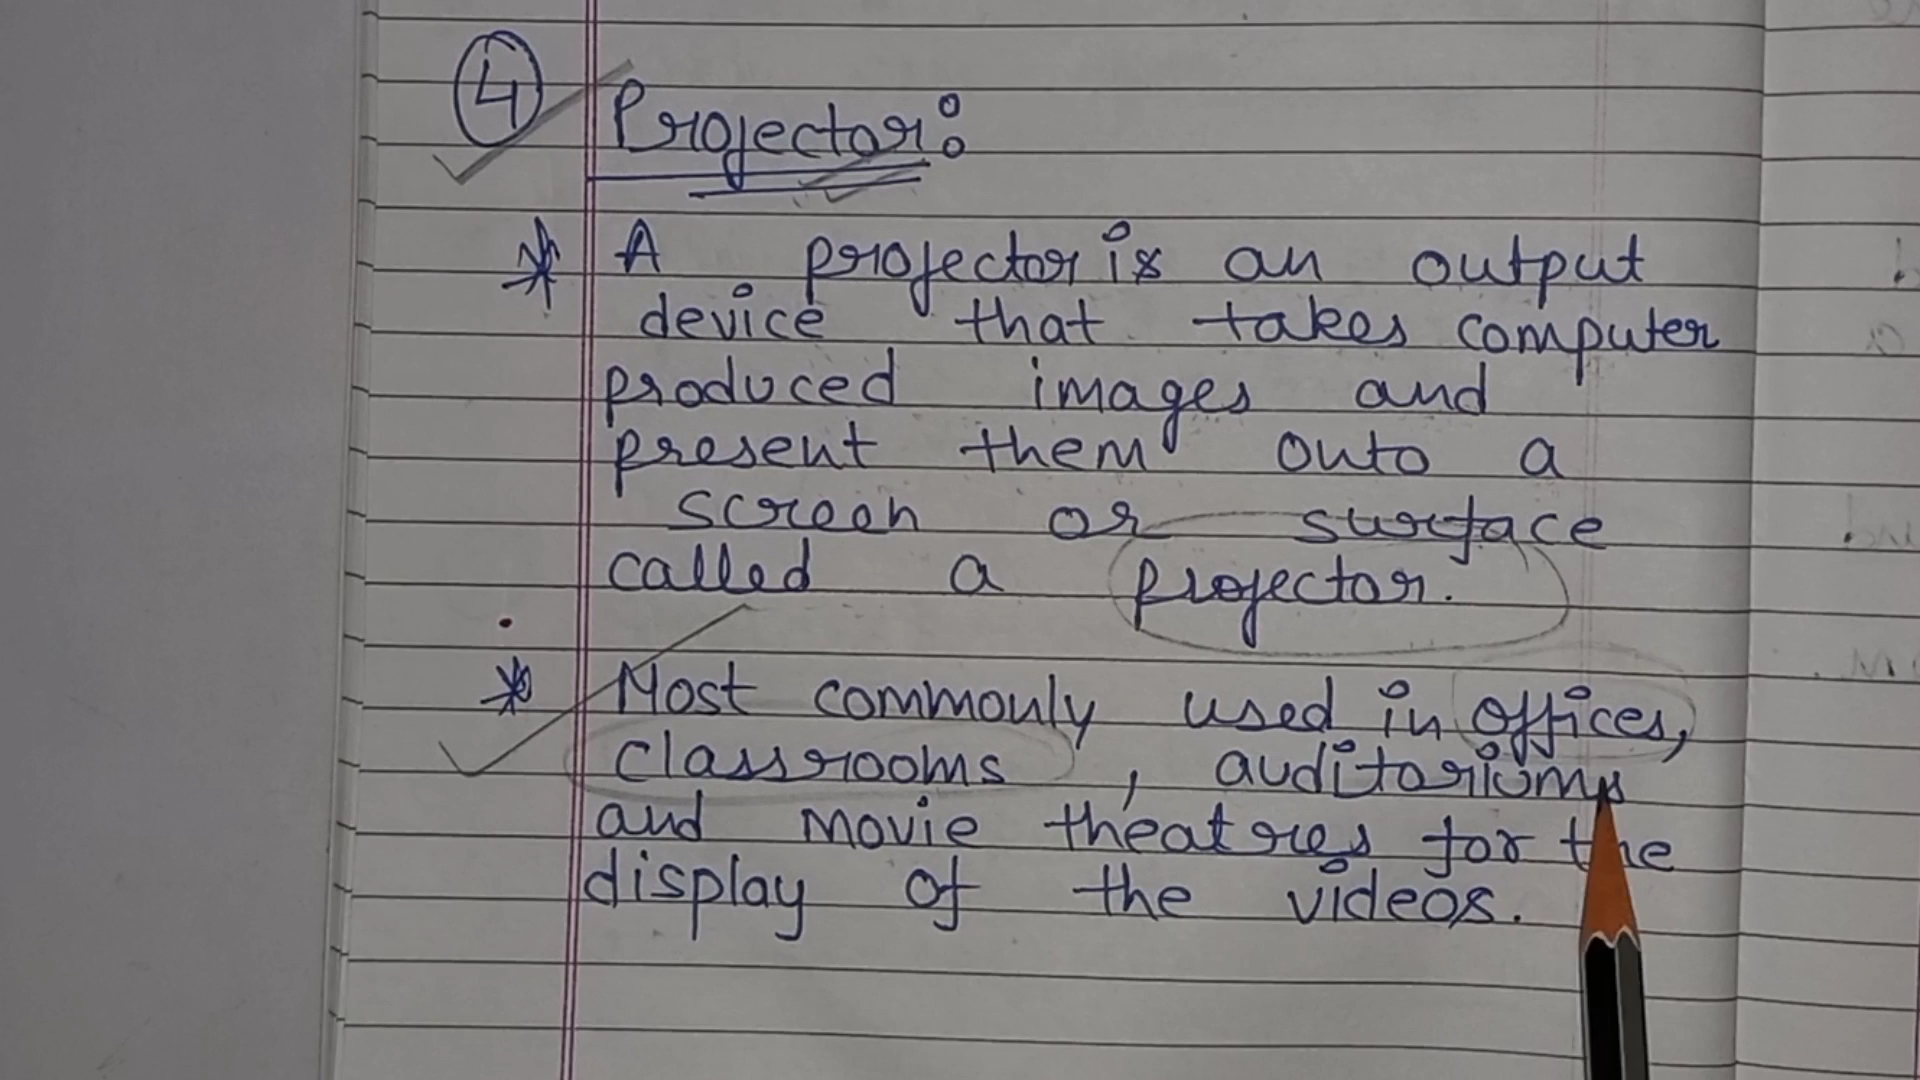 4 Projector:
* A projector is an output
device that takes computer
produced images and
present them onto a
screen or surface
called a projector.
* Most commonly used in offices,
classrooms, auditoriums
and movie theatres for the
display of the videos.